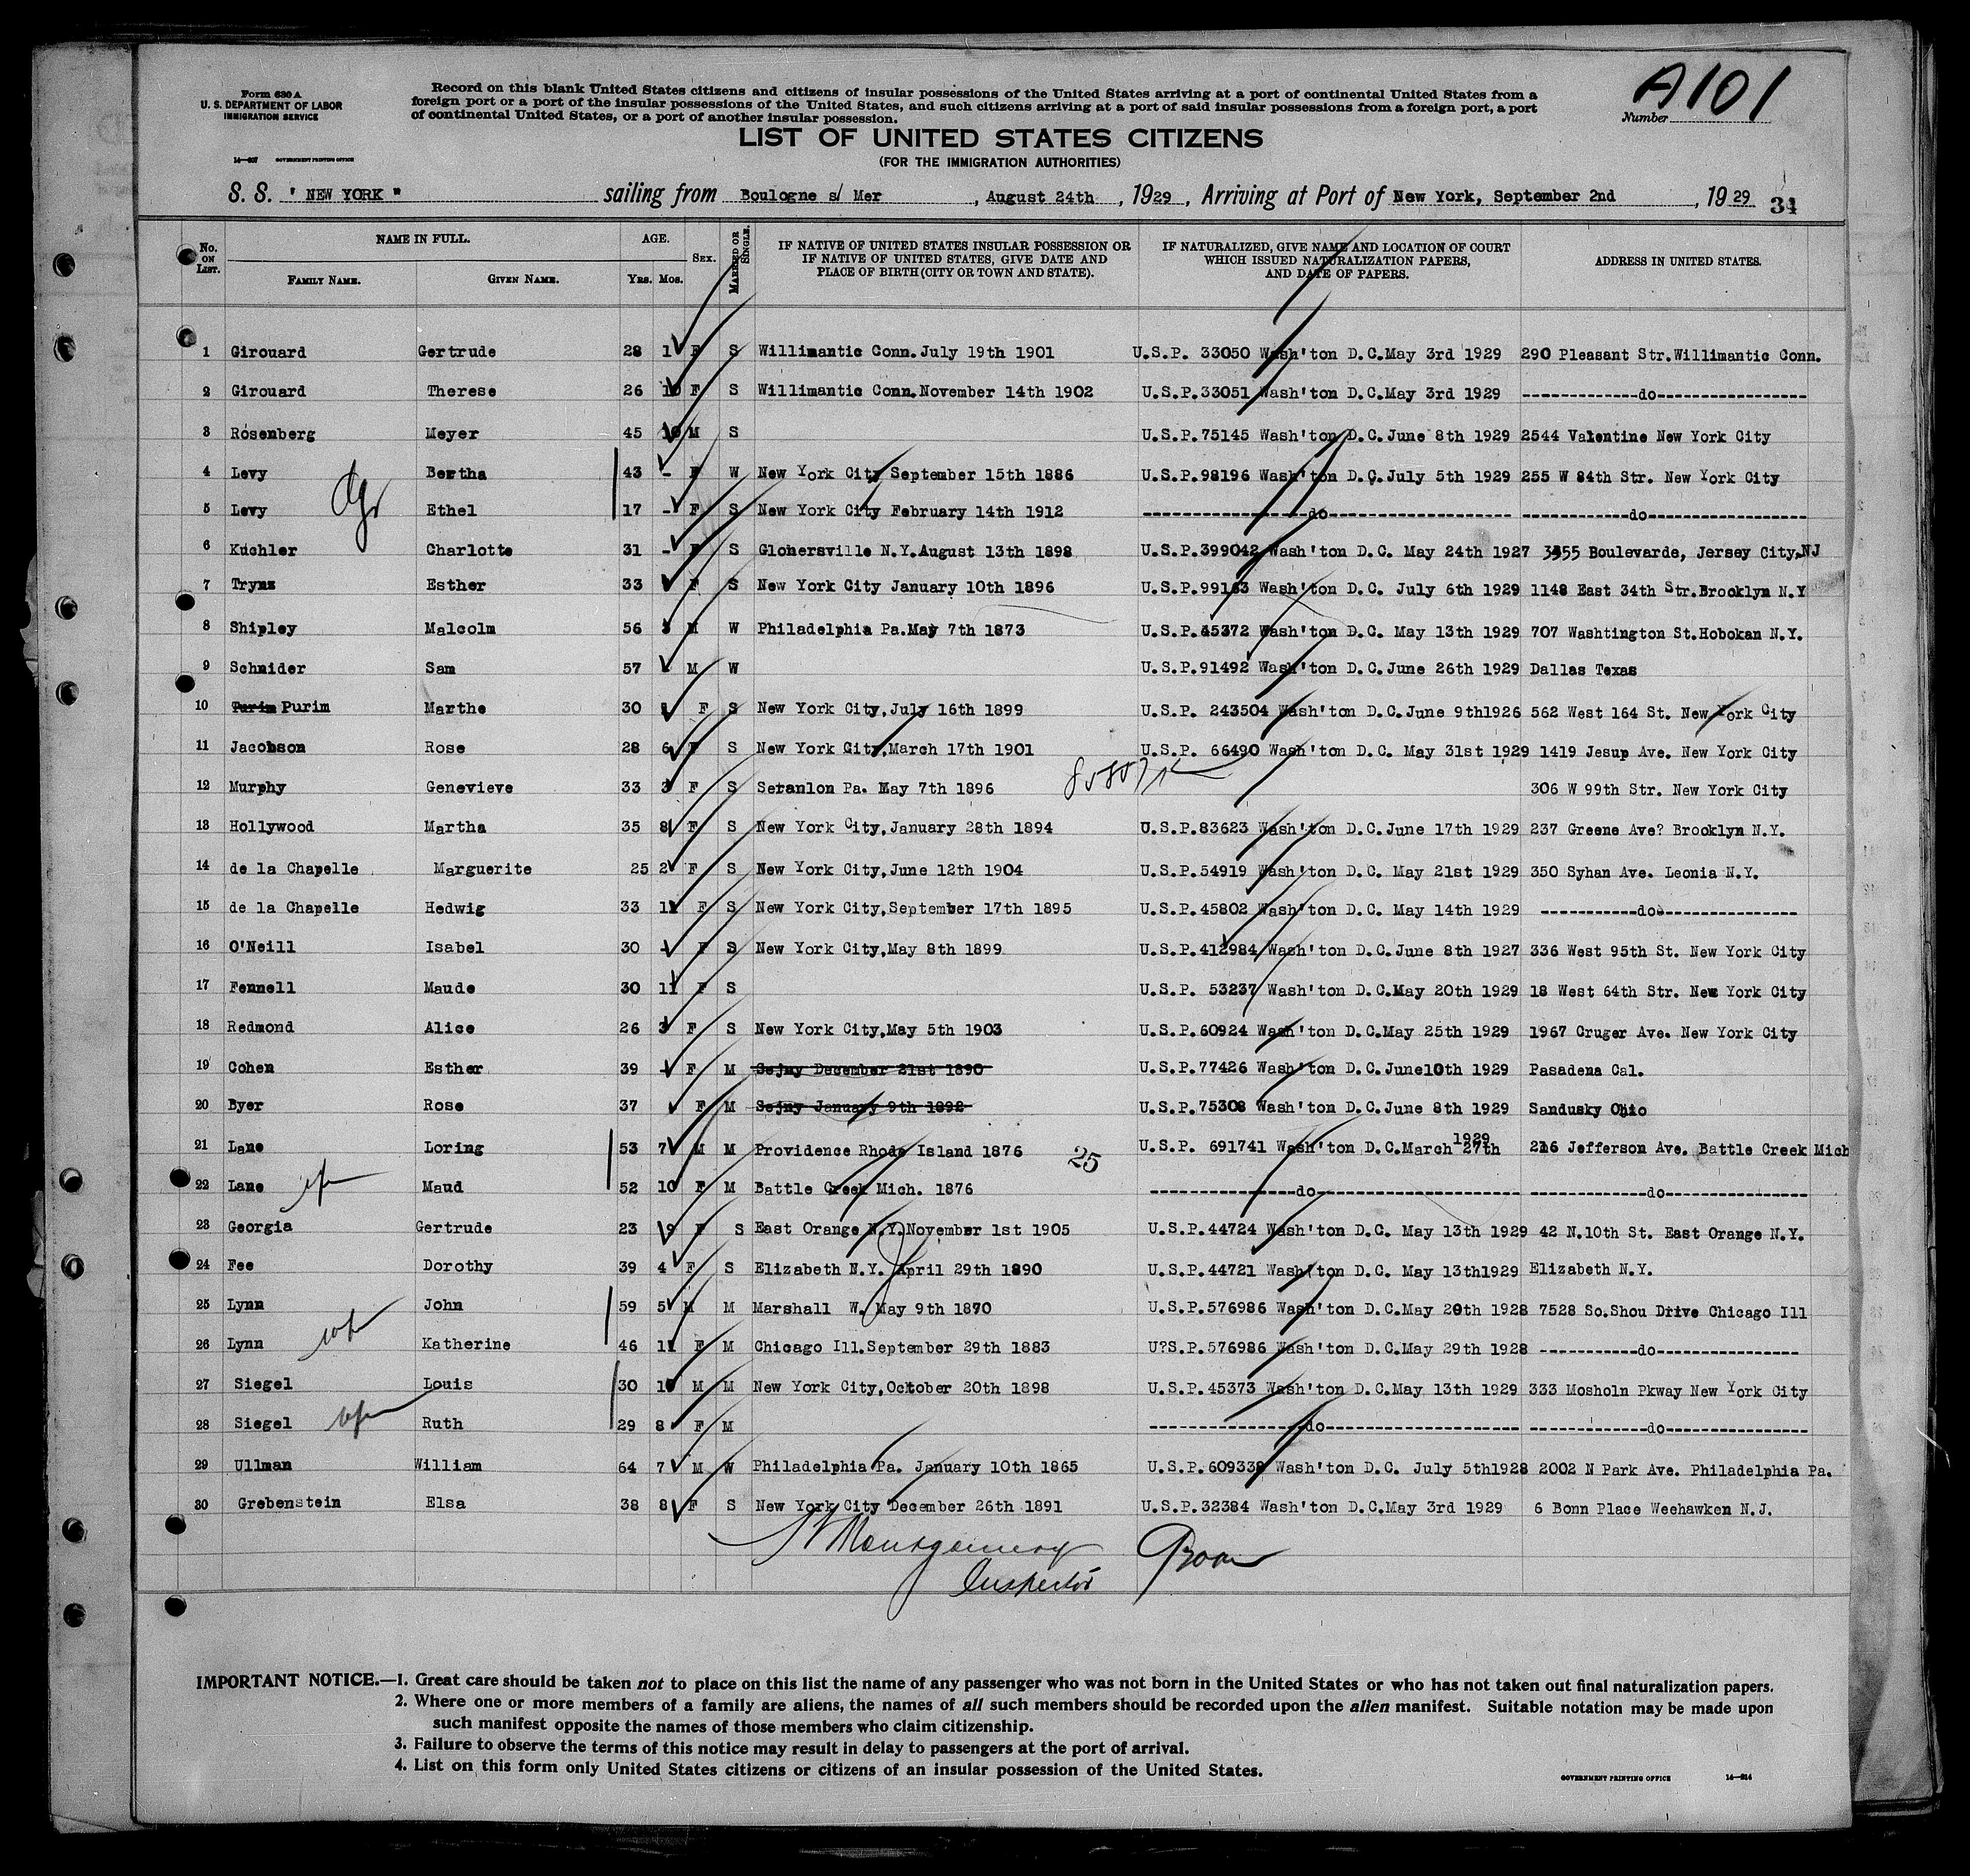 Form 630 A
U. S. DEPARTMENT OF LABOR
IMMIGRATION SERVICE
14—207 GOVERNMENT PRINTING OFFICE
Record on this blank United States citizens and citizens of insular possessions of the United States arriving at a port of continental United States from a
foreign port or a port of the insular possessions of the United States, and such citizens arriving at a port of said insular possessions from a foreign port, a port
of continental United States, or a port of another insular possession.
A101
Number
LIST OF UNITED STATES CITIZENS
(FOR THE IMMIGRATION AUTHORITIES)
S. S. " NEW YORK " sailing from Boulogne s/ Mer, August 24th, 1929, Arriving at Port of New York, September 2nd, 1929 34
No. ON LIST. NAME IN FULL. FAMILY NAME. GIVEN NAME. AGE. Yrs. Mos. SEX. MARRIED OR SINGLE. IF NATIVE OF UNITED STATES INSULAR POSSESSION OR IF NATIVE OF UNITED STATES, GIVE DATE AND PLACE OF BIRTH (CITY OR TOWN AND STATE). IF NATURALIZED, GIVE NAME AND LOCATION OF COURT WHICH ISSUED NATURALIZATION PAPERS, AND DATE OF PAPERS. ADDRESS IN UNITED STATES.
1 Girouard Gertrude 28 1 F S Willimantic Conn.July 19th 1901 U.S.P. 33050 Wash'ton D.C.May 3rd 1929 290 Pleasant Str.Willimantic Conn.
2 Girouard Therese 26 10 F S Willimantic Conn.November 14th 1902 U.S.P.33051 Wash'ton D.C.May 3rd 1929 -------------do-----------------
3 Rosenberg Meyer 45 10 M S U.S.P.75145 Wash'ton D.C.June 8th 1929 2544 Valentine New York City
4 Levy Bertha 43 - F W New York City September 15th 1886 U.S.P.98196 Wash'ton D.C.July 5th 1929 255 W 84th Str. New York City
5 Levy Ethel 17 - F S New York City February 14th 1912 ------------------do--------------------- ------------do------------------
6 Kuchler Charlotte 31 - F S Glohersville N.Y.August 13th 1898 U.S.P.399042 Wash'ton D.C. May 24th 1927 3455 Boulevarde, Jersey City,NJ
7 Tryns Esther 33 F S New York City January 10th 1896 U.S.P.99163 Wash'ton D.C. July 6th 1929 1148 East 34th Str.Brooklyn N.Y
8 Shipley Malcolm 56 3 M W Philadelphia Pa.May 7th 1873 U.S.P.45372 Wash'ton D.C. May 13th 1929 707 Washtington St.Hobokan N.Y.
9 Schnider Sam 57 M W U.S.P.91492 Wash'ton D.C.June 26th 1929 Dallas Texas
10 Turim Purim Marthe 30 F S New York City,July 16th 1899 U.S.P. 243504 Wash'ton D.C.June 9th1926 562 West 164 St. New York City
11 Jacobson Rose 28 6 F S New York City,March 17th 1901 U.S.P. 66490 Wash'ton D.C. May 31st 1929 1419 Jesup Ave. New York City
12 Murphy Genevieve 33 3 F S Seranlon Pa. May 7th 1896 306 W 99th Str. New York City
13 Hollywood Martha 35 8 F S New York City,January 28th 1894 U.S.P.83623 Wash'ton D.C.June 17th 1929 237 Greene Ave? Brooklyn N.Y.
14 de la Chapelle Marguerite 25 2 F S New York City,June 12th 1904 U.S.P.54919 Wash'ton D.C. May 21st 1929 350 Syhan Ave. Leonia N.Y.
15 de la Chapelle Hedwig 33 11 F S New York City,September 17th 1895 U.S.P.45802 Wash'ton D.C. May 14th 1929 -----------do---------------
16 O'Neill Isabel 30 - F S New York City,May 8th 1899 U.S.P.412984 Wash'ton D.C.June 8th 1927 336 West 95th St. New York City
17 Fennell Maude 30 11 F S U.S.P. 53237 Wash'ton D.C.May 20th 1929 18 West 64th Str. New York City
18 Redmond Alice 26 3 F S New York City,May 5th 1903 U.S.P.60924 Wash'ton D.C.May 25th 1929 1967 Cruger Ave. New York City
19 Cohen Esther 39 - F M Sejny December 21st 1890 U.S.P.77426 Wash'ton D.C.June10th 1929 Pasadena Cal.
20 Byer Rose 37 F M Sejny January 9th 1892 U.S.P.75308 Wash'ton D.C.June 8th 1929 Sandusky Ohio
21 Lane Loring 53 7 M M Providence Rhode Island 1876 25 U.S.P. 691741 Wash'ton D.C.March 27th 1929 216 Jefferson Ave. Battle Creek Mich
22 Lane Maud 52 10 F M Battle Creek Mich. 1876 ----------------do----------------------- -------------do----------------
23 Georgia Gertrude 23 9 F S East Orange N.Y.November 1st 1905 U.S.P.44724 Wash'ton D.C. May 13th 1929 42 N.10th St. East Orange N.Y.
24 Fee Dorothy 39 4 F S Elizabeth N.Y. April 29th 1890 U.S.P.44721 Wash'ton D.C. May 13th1929 Elizabeth N.Y.
25 Lynn John 59 5 M M Marshall W. May 9th 1870 U.S.P.576986 Wash'ton D.C.May 29th 1928 7528 So.Shou Drive Chicago Ill
26 Lynn Katherine 46 11 F M Chicago Ill.September 29th 1883 U?S.P.576986 Wash'ton D.C.May 29th 1928 -----------do----------------
27 Siegel Louis 30 10 M M New York City,October 20th 1898 U.S.P.45373 Wash'ton D.C.May 13th 1929 333 Mosholn Pkway New York City
28 Siegel Ruth 29 8 F M -----------------do---------------------- -------------do----------------
29 Ullman William 64 7 M W Philadelphia Pa. January 10th 1865 U.S.P.609338 Wash'ton D.C. July 5th1928 2002 N Park Ave. Philadelphia Pa.
30 Grebenstein Elsa 38 8 F S New York City December 26th 1891 U.S.P.32384 Wash'ton D.C.May 3rd 1929 6 Bonn Place Weehawken N.J.
Montgomery
Inspector
IMPORTANT NOTICE.—1. Great care should be taken not to place on this list the name of any passenger who was not born in the United States or who has not taken out final naturalization papers.
2. Where one or more members of a family are aliens, the names of all such members should be recorded upon the alien manifest. Suitable notation may be made upon
such manifest opposite the names of those members who claim citizenship.
3. Failure to observe the terms of this notice may result in delay to passengers at the port of arrival.
4. List on this form only United States citizens or citizens of an insular possession of the United States.
GOVERNMENT PRINTING OFFICE 14—214